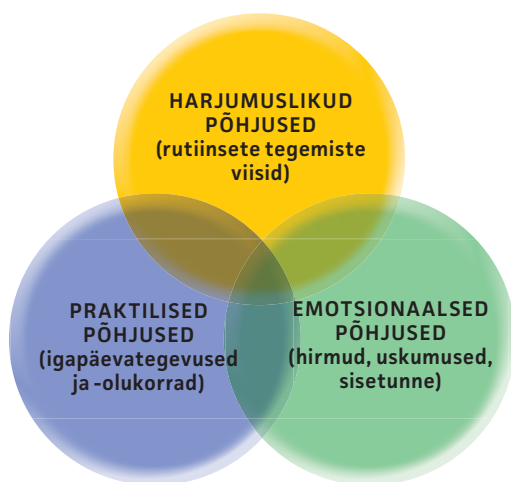 HARJUMUSLIKUD
PÕHJUSED
(rutiinsete tegemiste
viisid)
PRAKTILISED
PÕHJUSED
(igapäevategevused
ja -olukorrad)
EMOTSIONAALSED
PÕHJUSED
(hirmud, uskumused,
sisetunne)